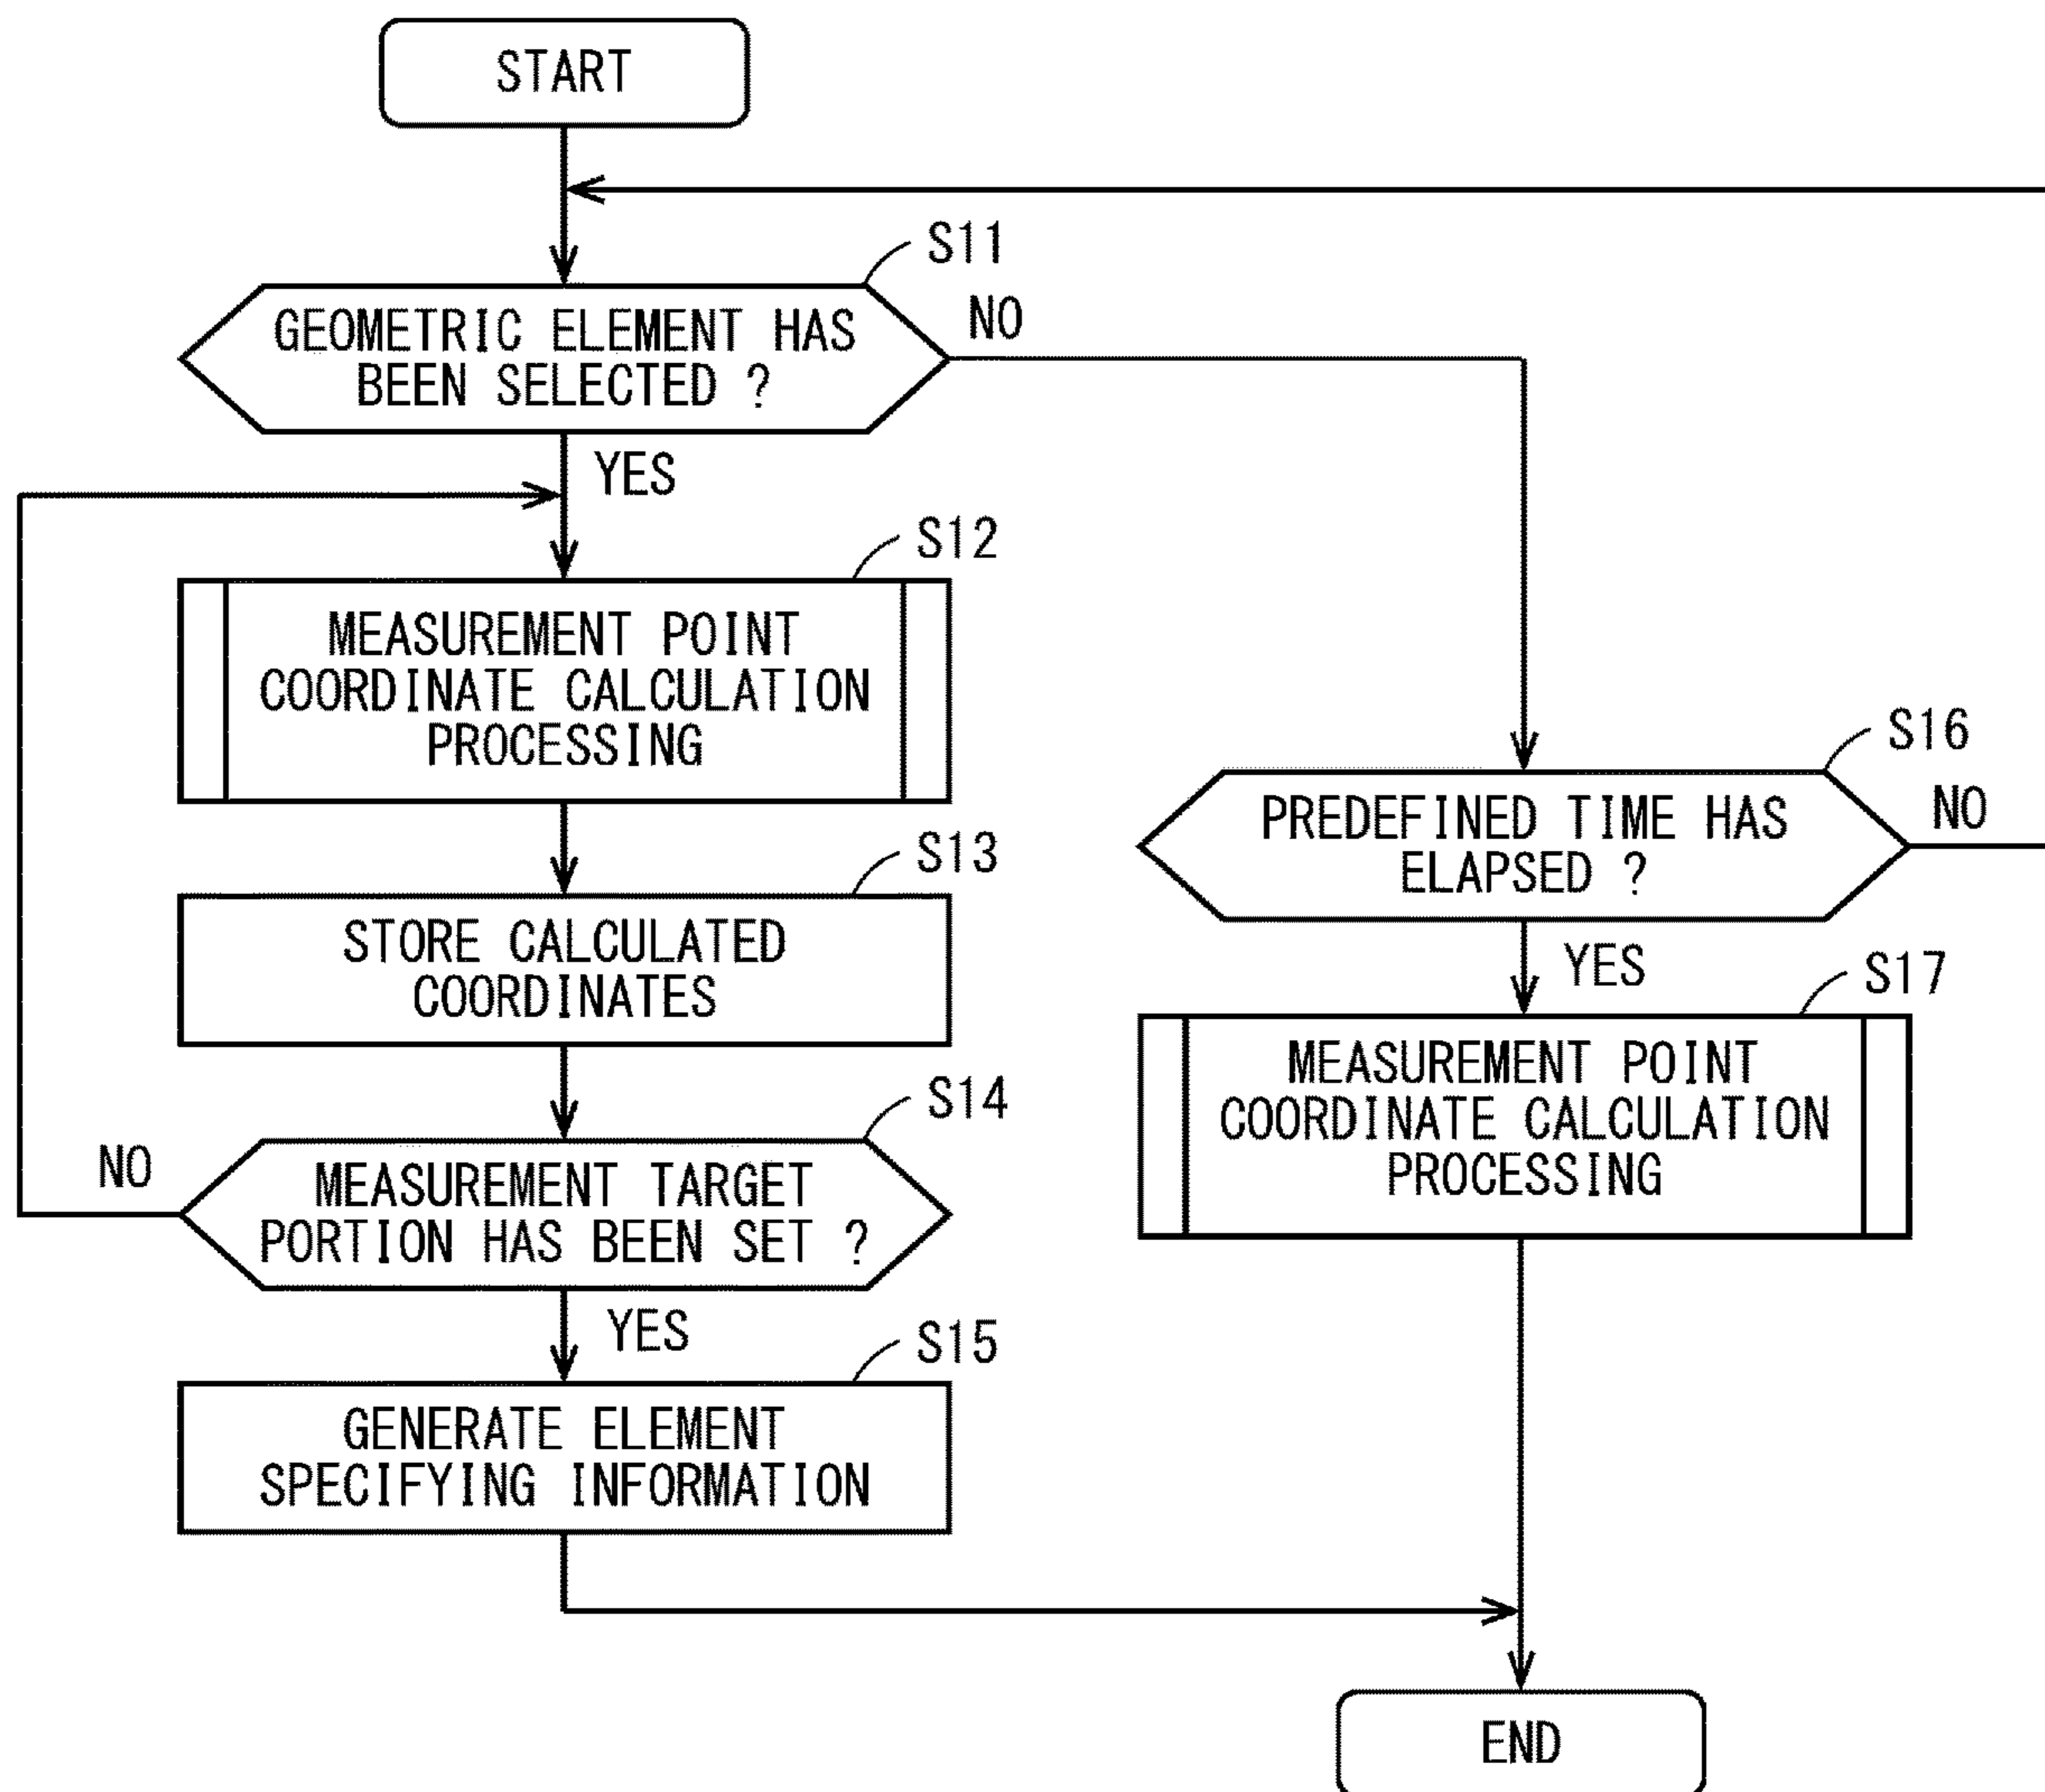 START
S11
GEOMETRIC ELEMENT HAS
BEEN SELECTED ?
NO
YES
S12
MEASUREMENT POINT
COORDINATE CALCULATION
PROCESSING
S13
STORE CALCULATED
COORDINATES
S14
MEASUREMENT TARGET
PORTION HAS BEEN SET ?
NO
YES
S15
GENERATE ELEMENT
SPECIFYING INFORMATION
S16
PREDEFINED TIME HAS
ELAPSED ?
NO
YES
S17
MEASUREMENT POINT
COORDINATE CALCULATION
PROCESSING
END